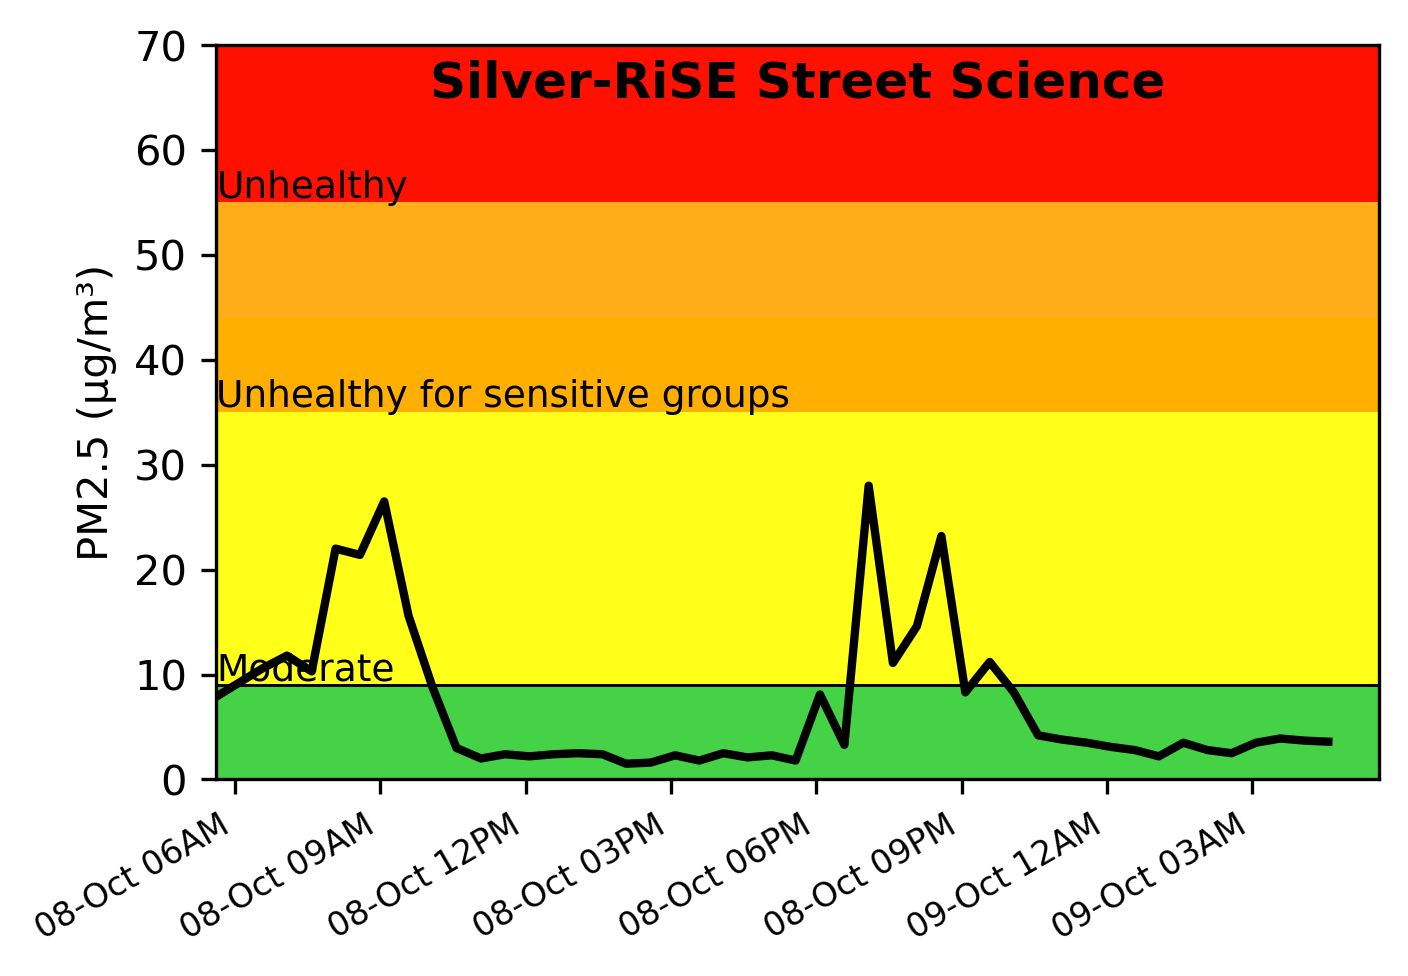 Silver-RiSE Street Science
PM2.5 (µg/m³)
70
60
Unhealthy
50
40
Unhealthy for sensitive groups
30
20
10
Moderate
0
08-Oct 06AM
08-Oct 09AM
08-Oct 12PM
08-Oct 03PM
08-Oct 06PM
08-Oct 09PM
09-Oct 12AM
09-Oct 03AM